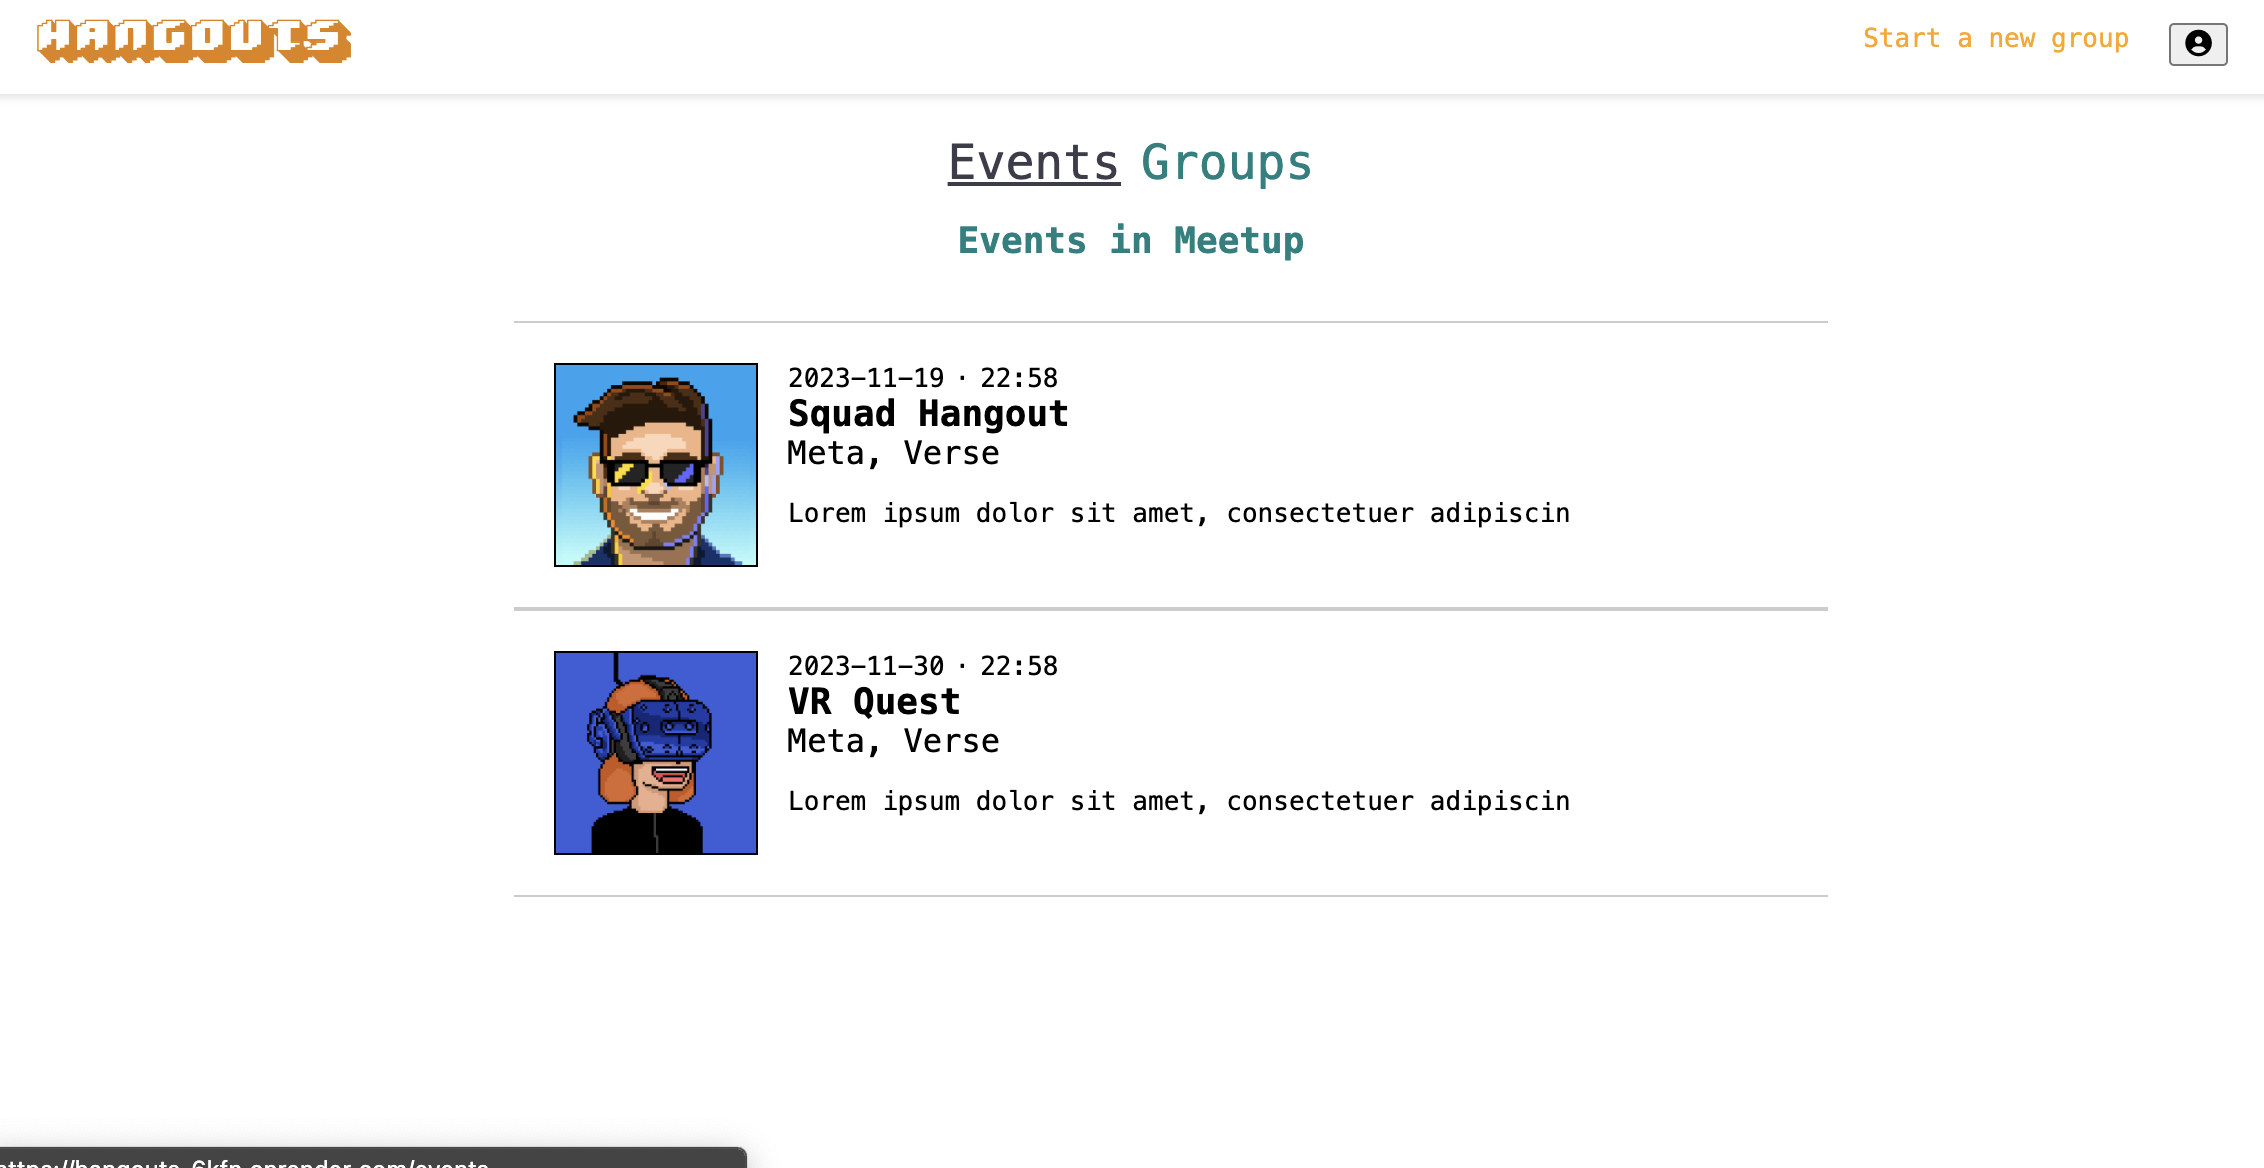 HANGOUTS
Start a new group
Events Groups
Events in Meetup
2023-11-19 · 22:58
Squad Hangout
Meta, Verse
Lorem ipsum dolor sit amet, consectetuer adipiscin
2023-11-30 · 22:58
VR Quest
Meta, Verse
Lorem ipsum dolor sit amet, consectetuer adipiscin